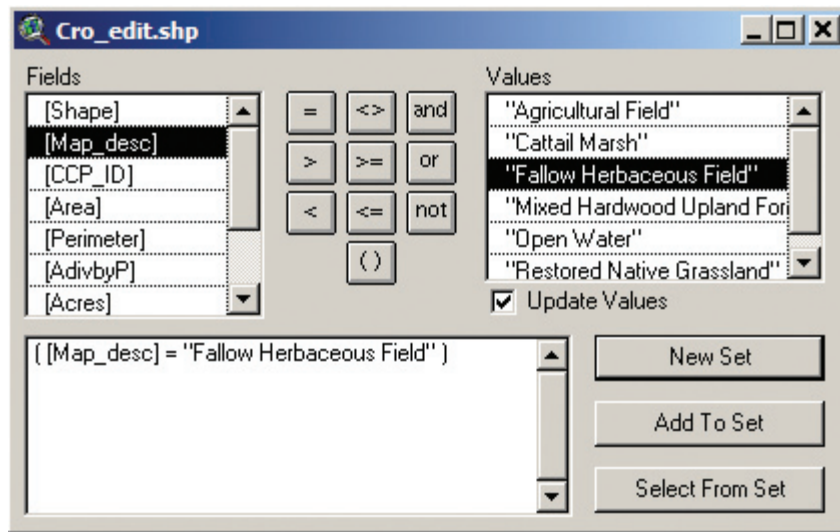 Cro_edit.shp
Fields
[Shape]
[Map_desc]
[CCP_ID]
[Area]
[Perimeter]
[AdivbyP]
[Acres]
= <> and
> >= or
< <= not
( )
Values
"Agricultural Field"
"Cattail Marsh"
"Fallow Herbaceous Field"
"Mixed Hardwood Upland For
"Open Water"
"Restored Native Grassland"
Update Values
( [Map_desc] = "Fallow Herbaceous Field" )
New Set
Add To Set
Select From Set